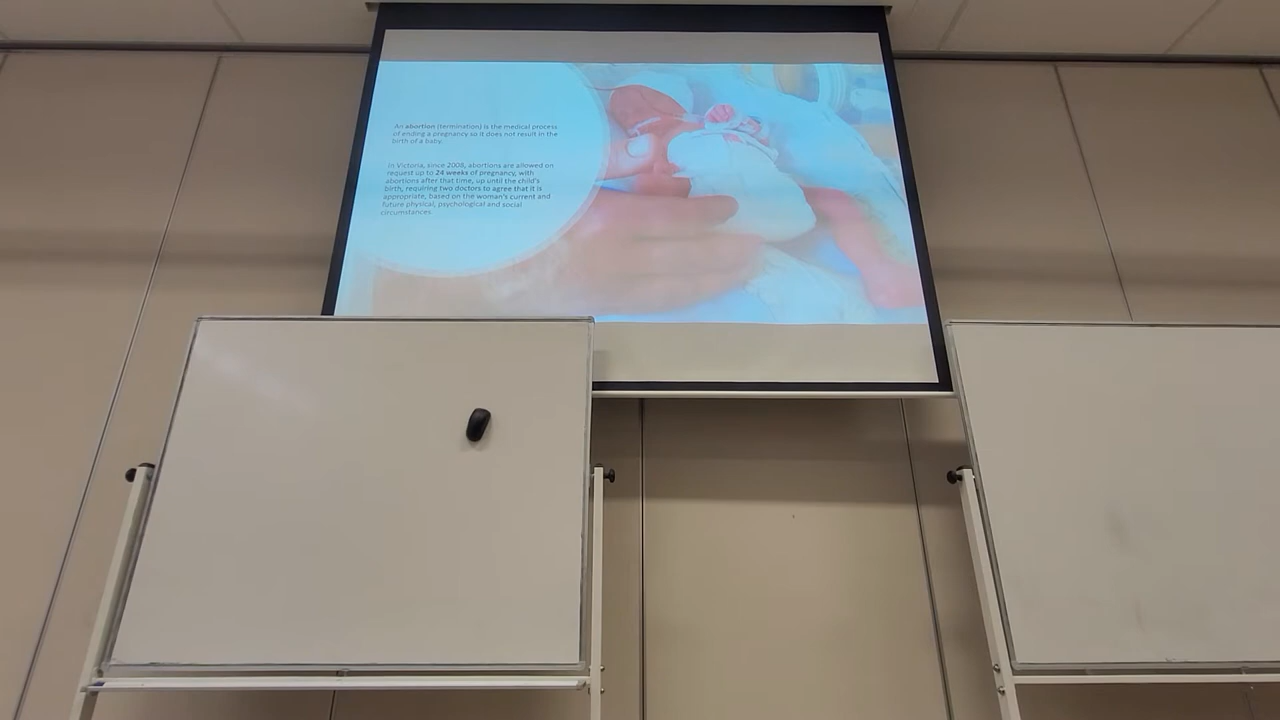 An abortion (termination) is the medical process
of ending a pregnancy so it does not result in the
birth of a baby.
In Victoria, since 2008, abortions are allowed on
request up to 24 weeks of pregnancy, with
abortions after that time, up until the child's
birth, requiring two doctors to agree that it is
appropriate, based on the woman's current and
future physical, psychological and social
circumstances